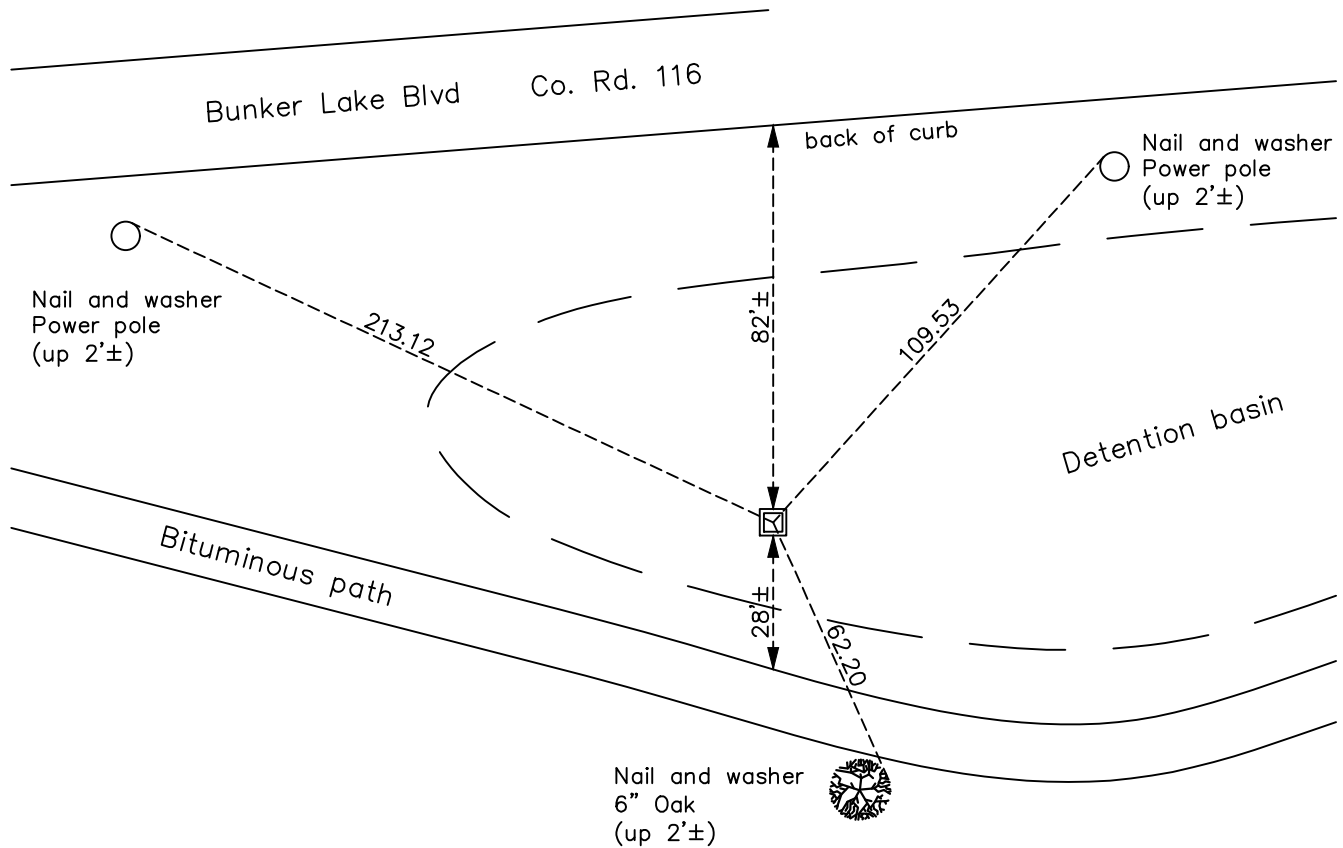 Bunker Lake Blvd Co. Rd. 116
back of curb
Nail and washer
Power pole
(up 2'±)
Nail and washer
Power pole
(up 2'±)
213.12
82'±
109.53
Detention basin
Bituminous path
28'±
62.20
Nail and washer
6" Oak
(up 2'±)